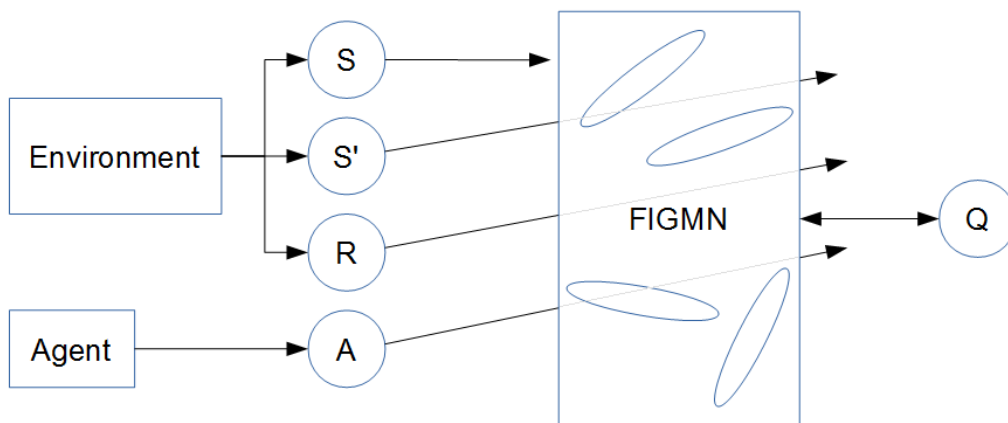 S
Environment
S'
FIGMN
Q
R
Agent
A